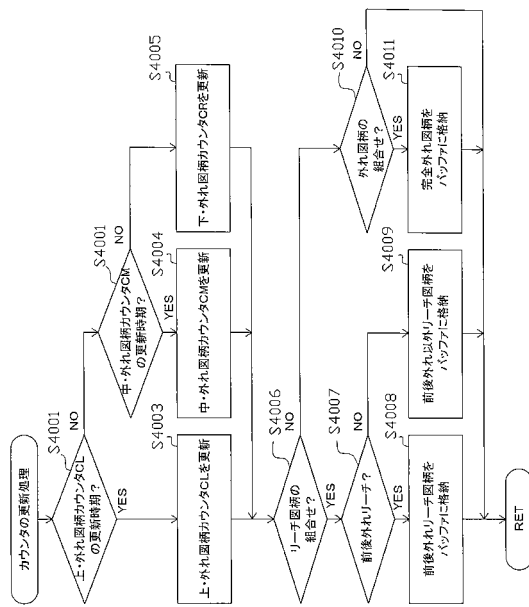 カウンタの更新処理
S4001
上・外れ図柄カウンタCL
の更新時期?
NO
YES
S4001
中・外れ図柄カウンタCM
の更新時期?
NO
YES
S4003
上・外れ図柄カウンタCLを更新
S4004
中・外れ図柄カウンタCMを更新
S4005
下・外れ図柄カウンタCRを更新
S4006
リーチ図柄の
組合せ?
NO
YES
S4007
前後外れリーチ?
NO
YES
S4008
前後外れリーチ図柄を
バッファに格納
S4009
前後外れ以外リーチ図柄を
バッファに格納
S4010
外れ図柄の
組合せ?
NO
YES
S4011
完全外れ図柄を
バッファに格納
RET